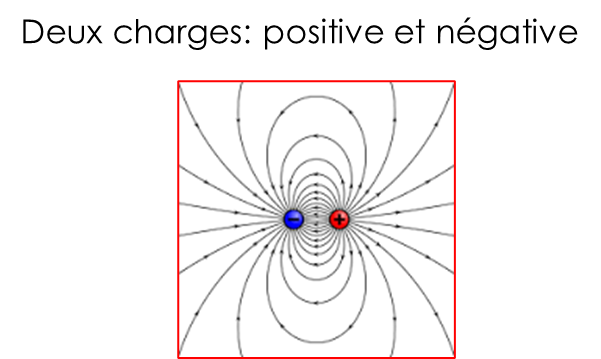 Deux charges: positive et négative
- +